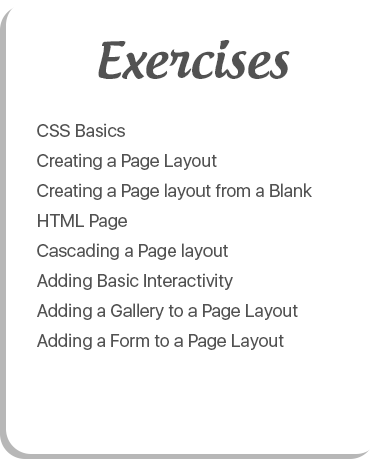 Exercises
CSS Basics
Creating a Page Layout
Creating a Page layout from a Blank
HTML Page
Cascading a Page layout
Adding Basic Interactivity
Adding a Gallery to a Page Layout
Adding a Form to a Page Layout